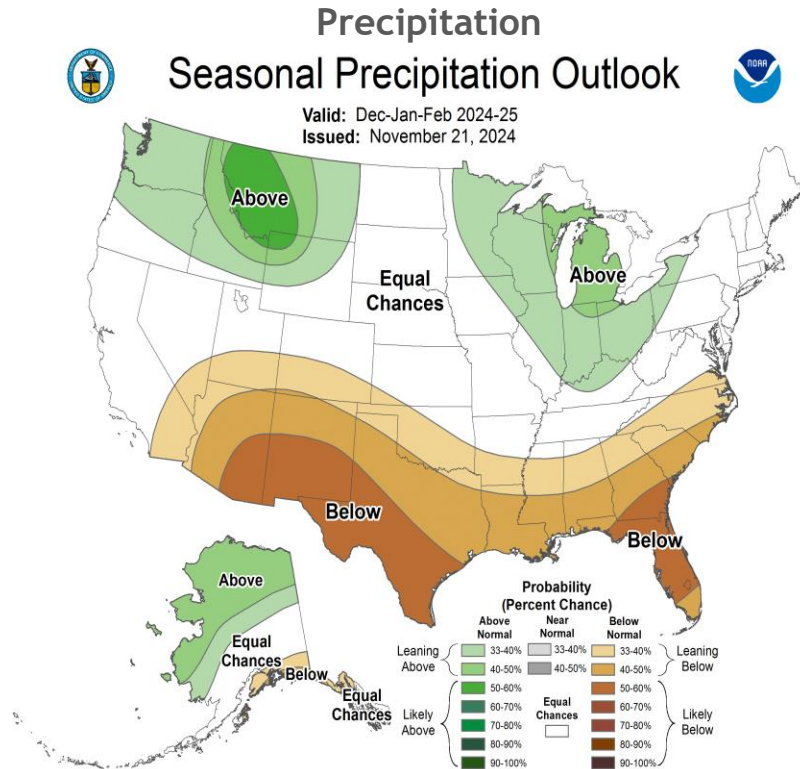 Precipitation
NOAA
Seasonal Precipitation Outlook
Valid: Dec-Jan-Feb 2024-25
Issued: November 21, 2024
Above
Equal
Chances
Above
Below
Below
Above
Equal
Chances
Below
Equal
Chances
Probability
(Percent Chance)
Above
Normal
Near
Normal
Below
Normal
Leaning
Above
33-40% 33-40% 33-40%
40-50% 40-50% 40-50%
Leaning
Below
Likely
Above
50-60% 50-60%
60-70% 60-70%
70-80% 70-80%
80-90% 80-90%
90-100% 90-100%
Equal
Chances
Likely
Below